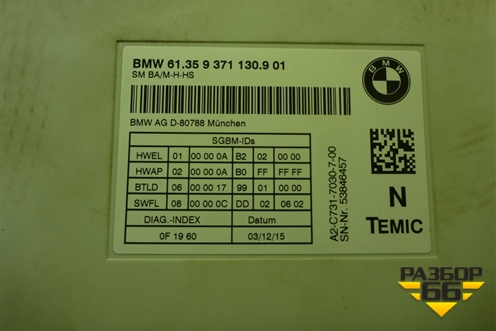 BMW 61.35 9 371 130.9 01
SM BA/M-H-HS
BMW
BMW AG D-80788 München
SGBM-IDs
HWEL 01 00 00 0A B2 02 00 00
HWAP 02 00 00 0A B0 FF FF FF
BTLD 06 00 00 17 99 01 00 00
SWFL 08 00 00 0C DD 02 06 02
DIAG.-INDEX Datum
0F 19 60 03/12/15
A2-C731-7030-7-00
SN-Nr. 53846457
N
TEMIC
РАЗБОР
66